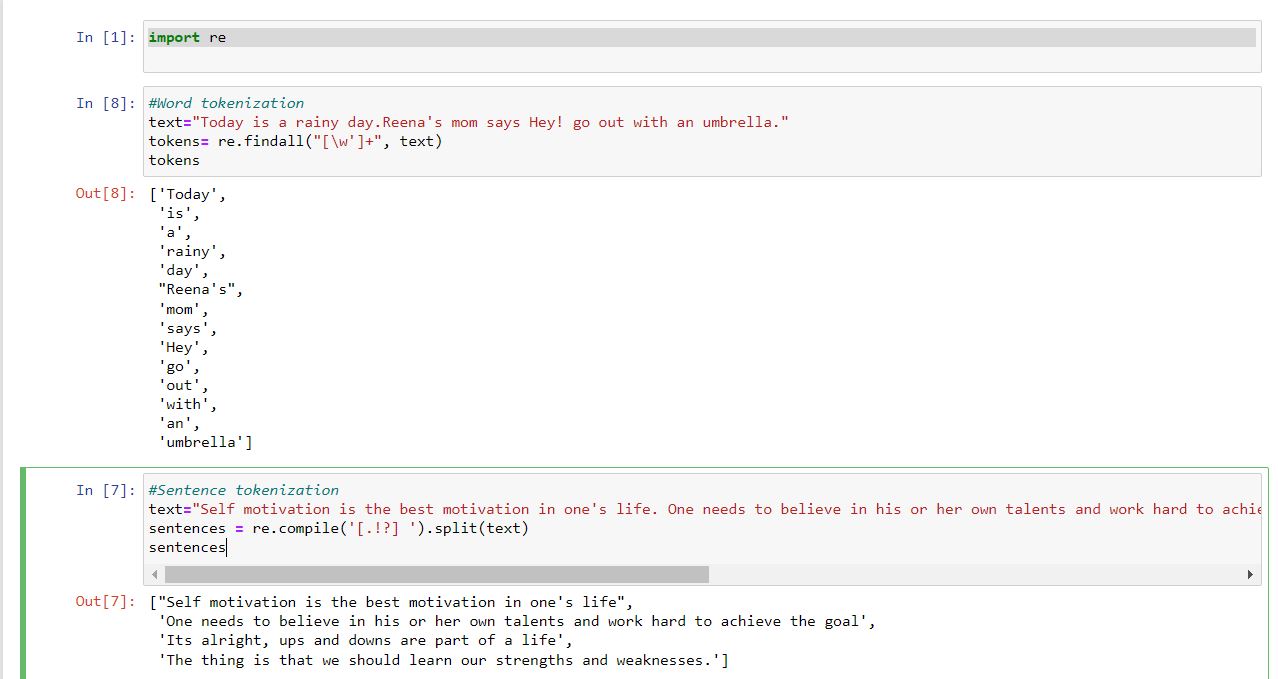 In [1]: import re
In [8]: #Word tokenization
text="Today is a rainy day.Reena's mom says Hey! go out with an umbrella."
tokens= re.findall("[\w']+", text)
tokens
Out[8]: ['Today',
'is',
'a',
'rainy',
'day',
"Reena's",
'mom',
'says',
'Hey',
'go',
'out',
'with',
'an',
'umbrella']
In [7]: #Sentence tokenization
text="Self motivation is the best motivation in one's life. One needs to believe in his or her own talents and work hard to achie
sentences = re.compile('[.!?] ').split(text)
sentences
Out[7]: ["Self motivation is the best motivation in one's life",
'One needs to believe in his or her own talents and work hard to achieve the goal',
'Its alright, ups and downs are part of a life',
'The thing is that we should learn our strengths and weaknesses.']